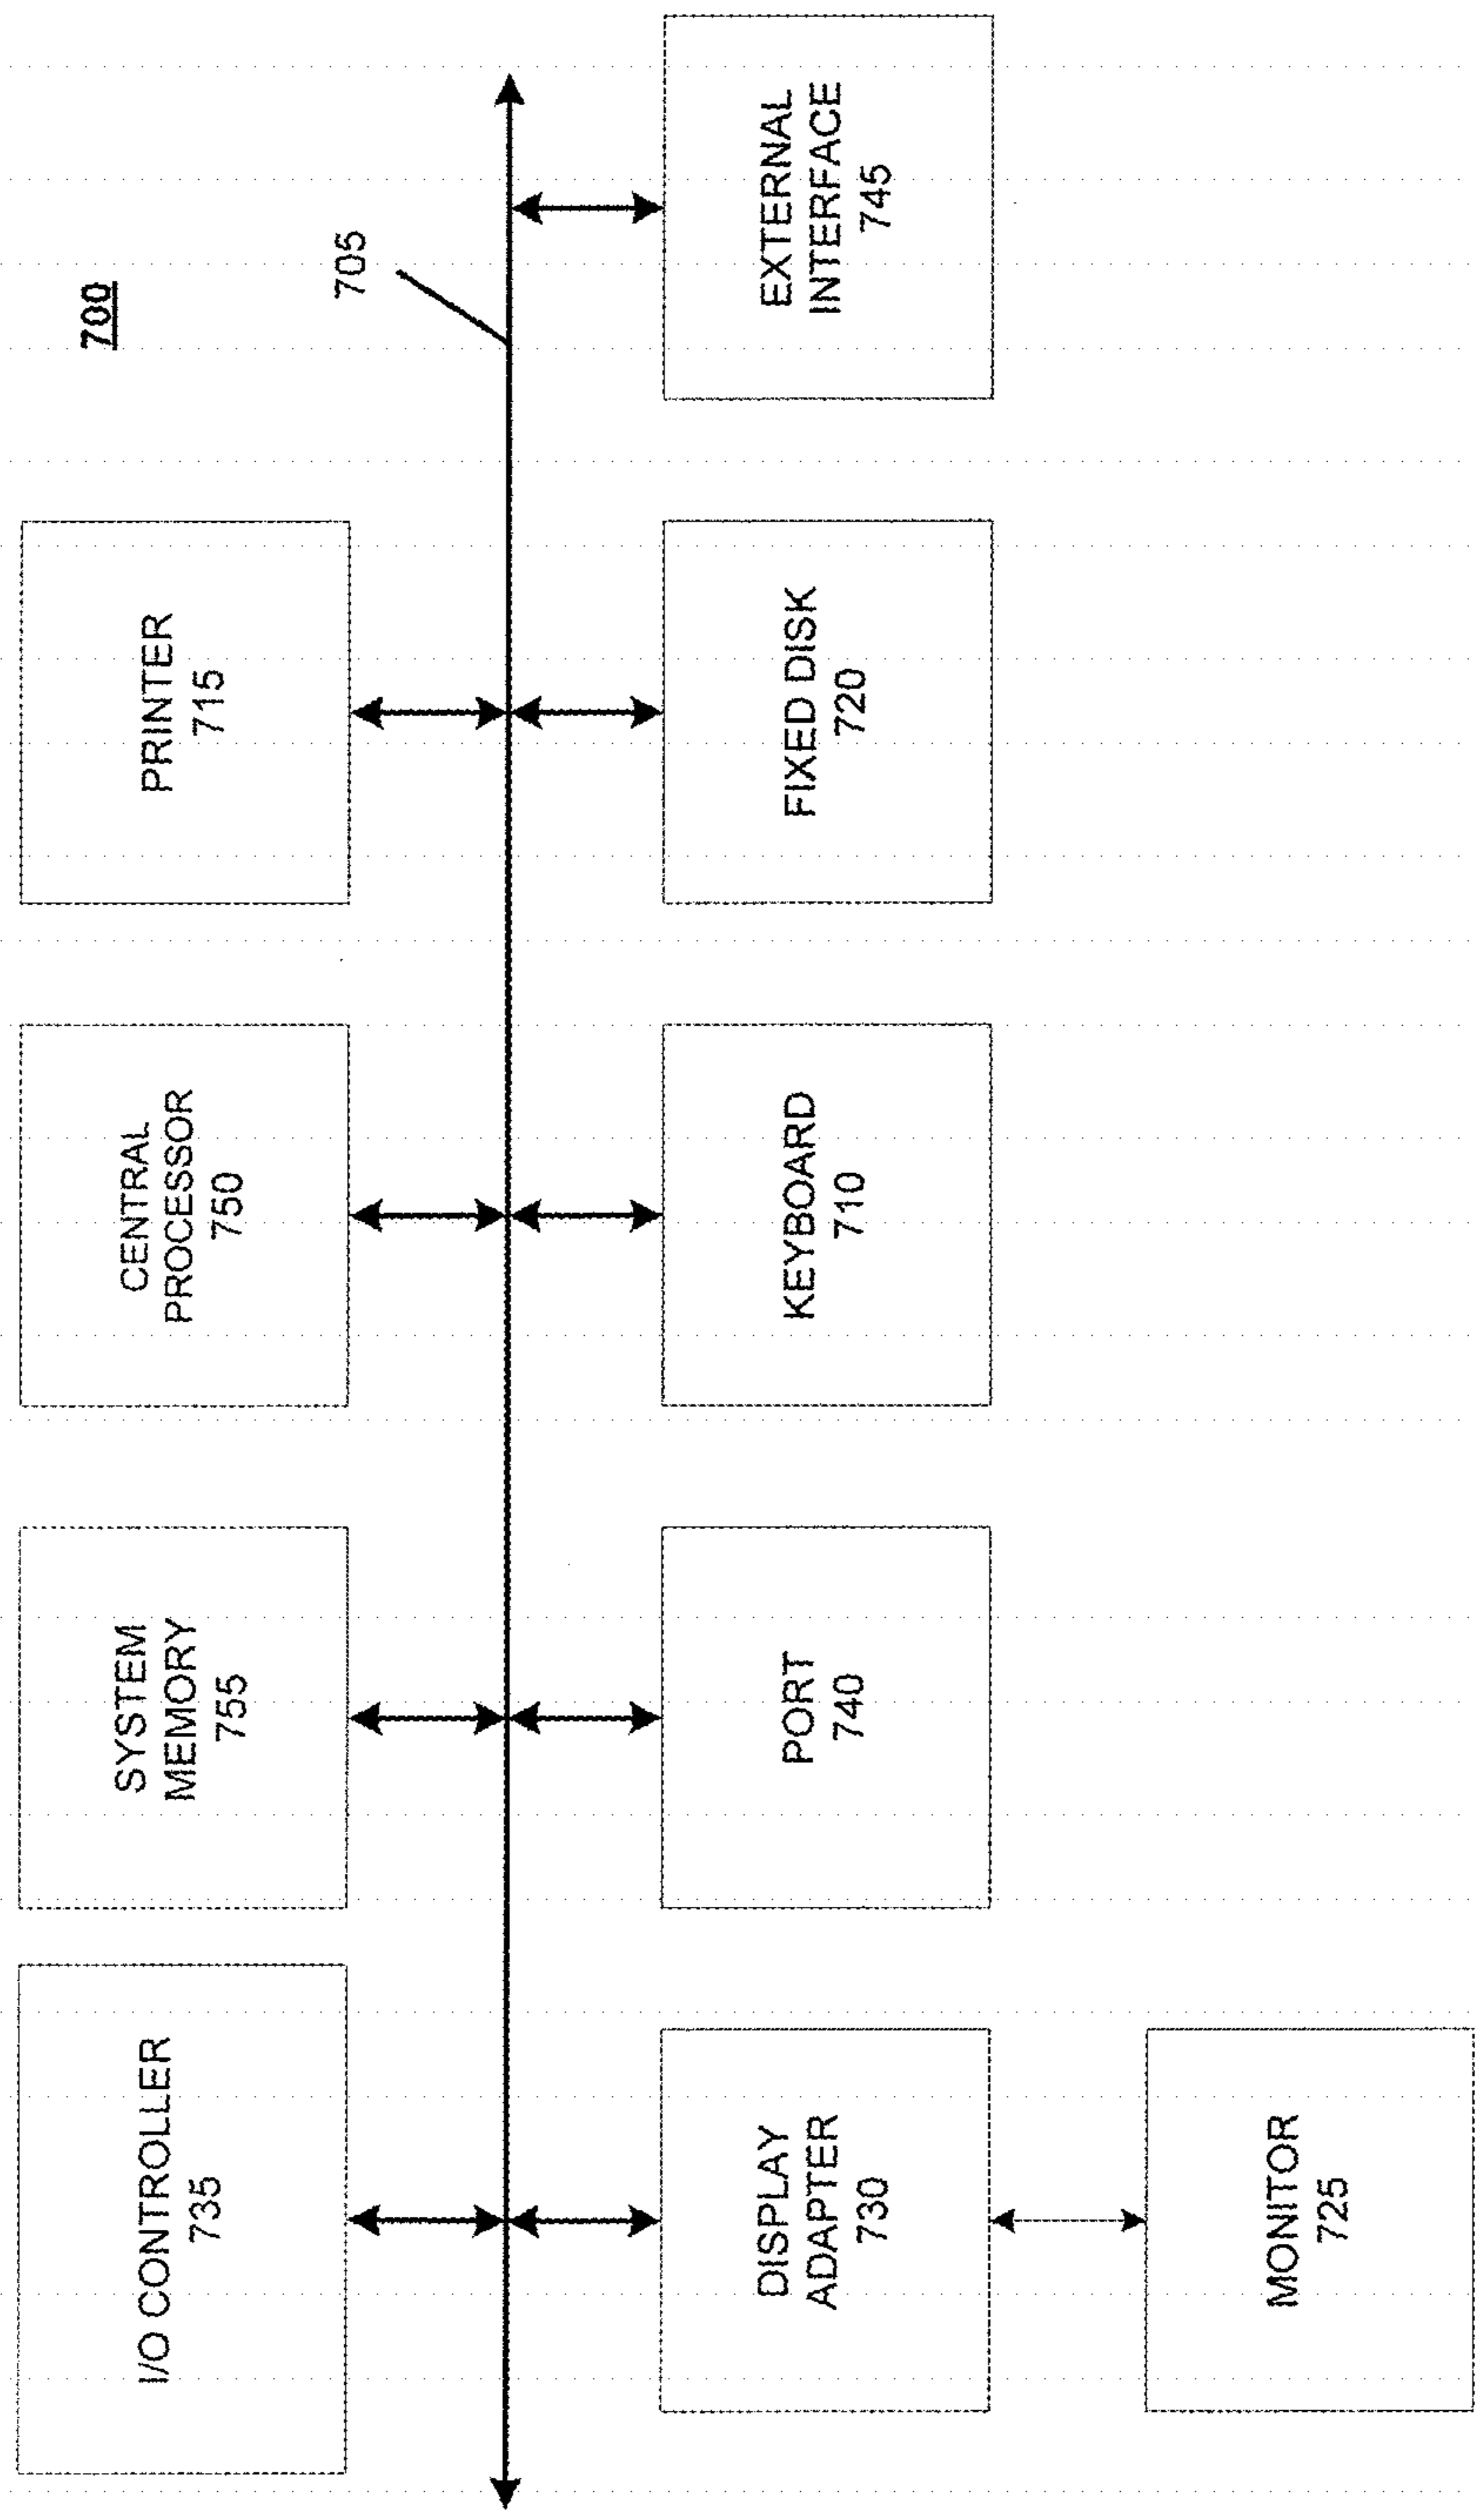 700
705
I/O CONTROLLER
735
SYSTEM
MEMORY
755
CENTRAL
PROCESSOR
750
PRINTER
715
DISPLAY
ADAPTER
730
PORT
740
KEYBOARD
710
FIXED DISK
720
EXTERNAL
INTERFACE
745
MONITOR
725